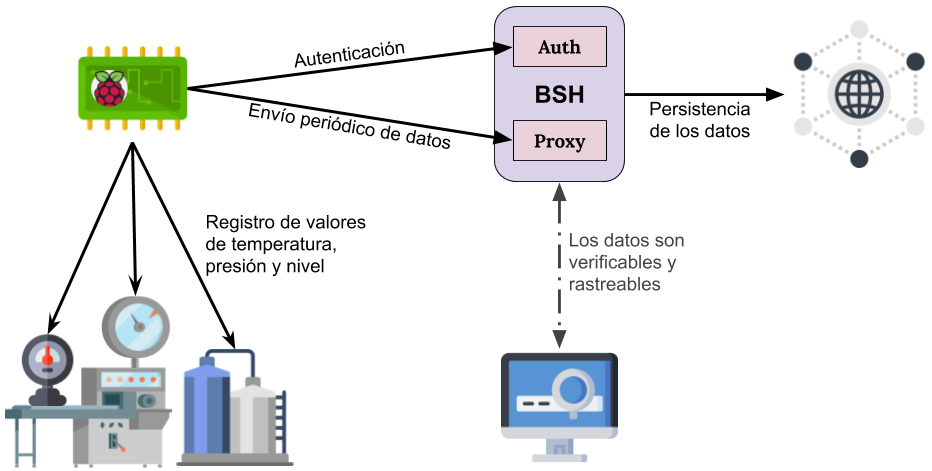 Autenticación
Envío periódico de datos
Auth
BSH
Proxy
Persistencia
de los datos
Registro de valores
de temperatura,
presión y nivel
Los datos son
verificables y
rastreables